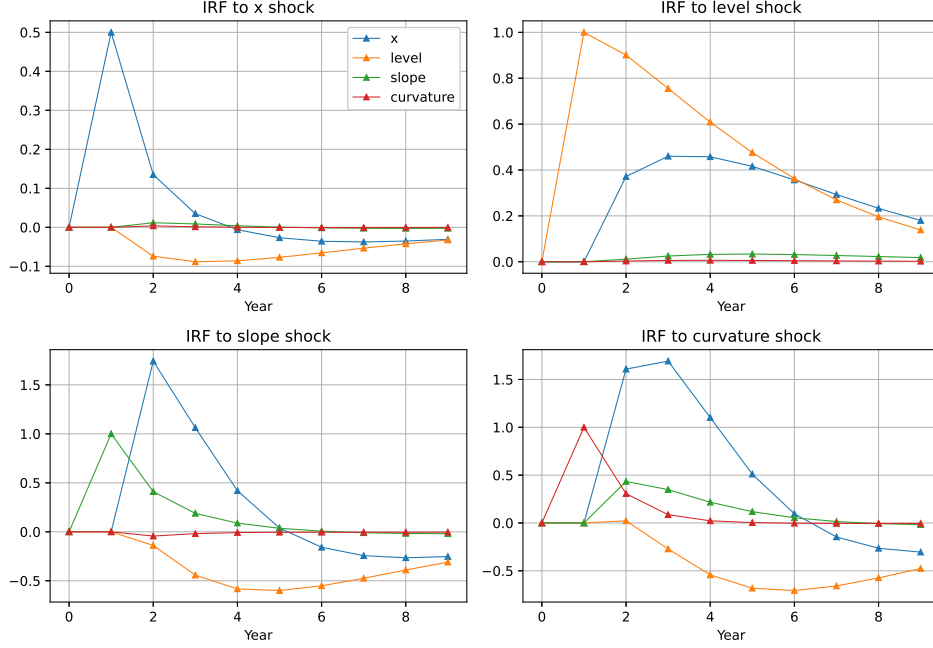 IRF to x shock
0.5
0.4
0.3
0.2
0.1
0.0
−0.1
0 2 4 6 8
Year
x
level
slope
curvature
IRF to level shock
1.0
0.8
0.6
0.4
0.2
0.0
0 2 4 6 8
Year
IRF to slope shock
1.5
1.0
0.5
0.0
−0.5
0 2 4 6 8
Year
IRF to curvature shock
1.5
1.0
0.5
0.0
−0.5
0 2 4 6 8
Year